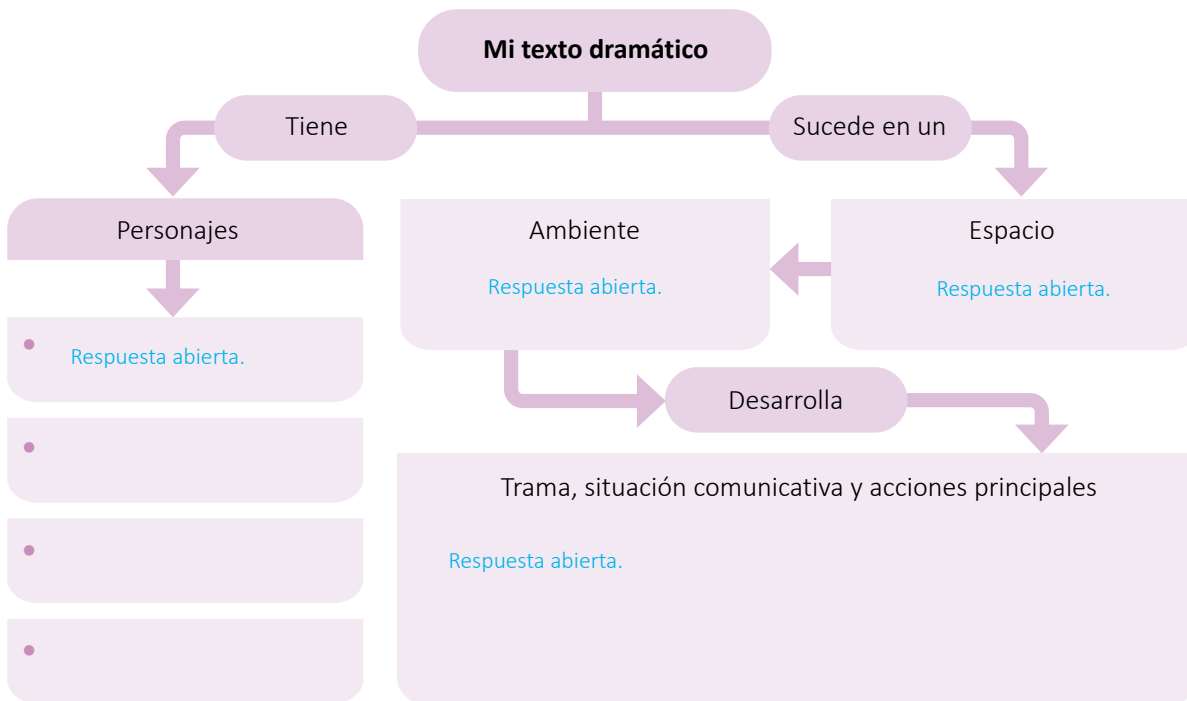 Mi texto dramático
Tiene
Sucede en un
Personajes
Respuesta abierta.
Ambiente
Respuesta abierta.
Espacio
Respuesta abierta.
Desarrolla
Trama, situación comunicativa y acciones principales
Respuesta abierta.